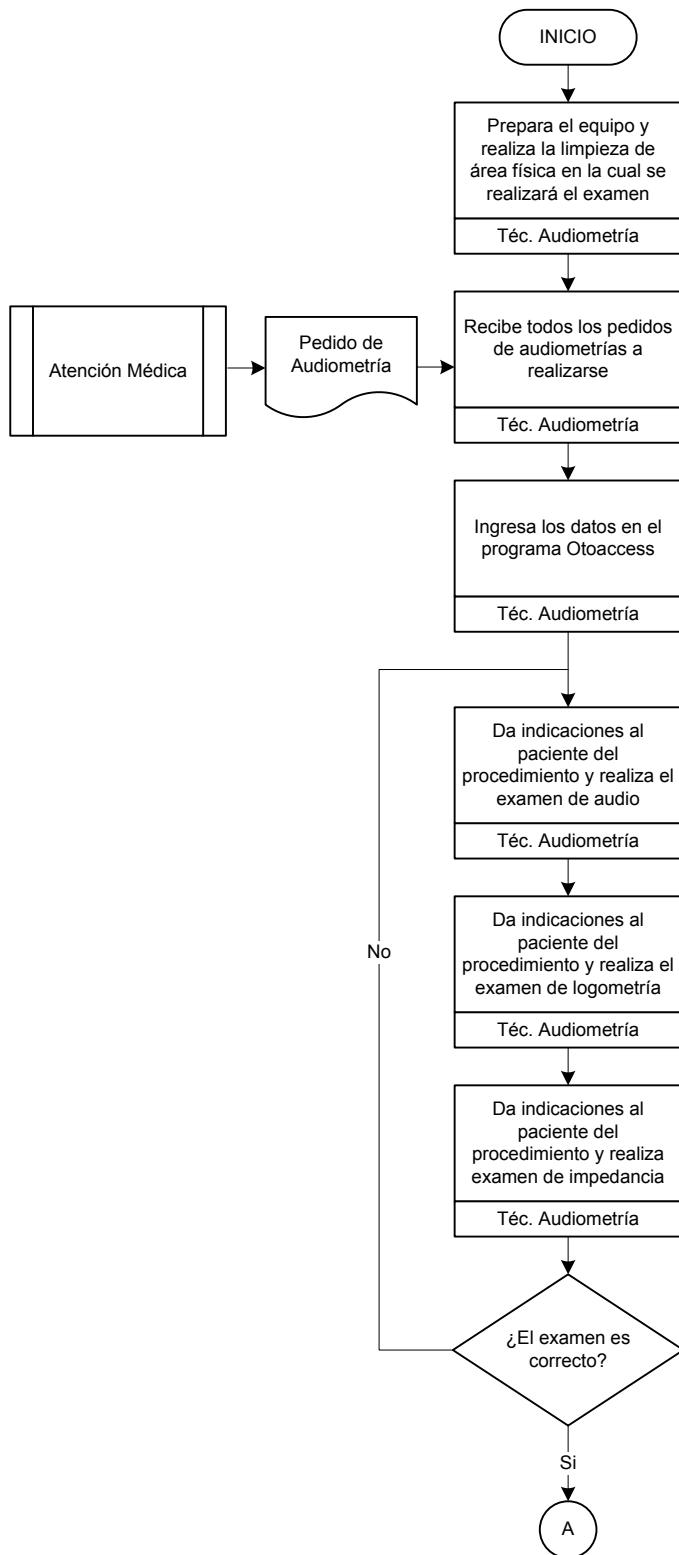 INICIO
Prepara el equipo y
realiza la limpieza de
área física en la cual se
realizará el examen
Téc. Audiometría
Atención Médica
Pedido de
Audiometría
Recibe todos los pedidos
de audiometrías a
realizarse
Téc. Audiometría
Ingresa los datos en el
programa Otoaccess
Téc. Audiometría
Da indicaciones al
paciente del
procedimiento y realiza el
examen de audio
Téc. Audiometría
No
Da indicaciones al
paciente del
procedimiento y realiza el
examen de logometría
Téc. Audiometría
Da indicaciones al
paciente del
procedimiento y realiza
examen de impedancia
Téc. Audiometría
¿El examen es
correcto?
Si
A